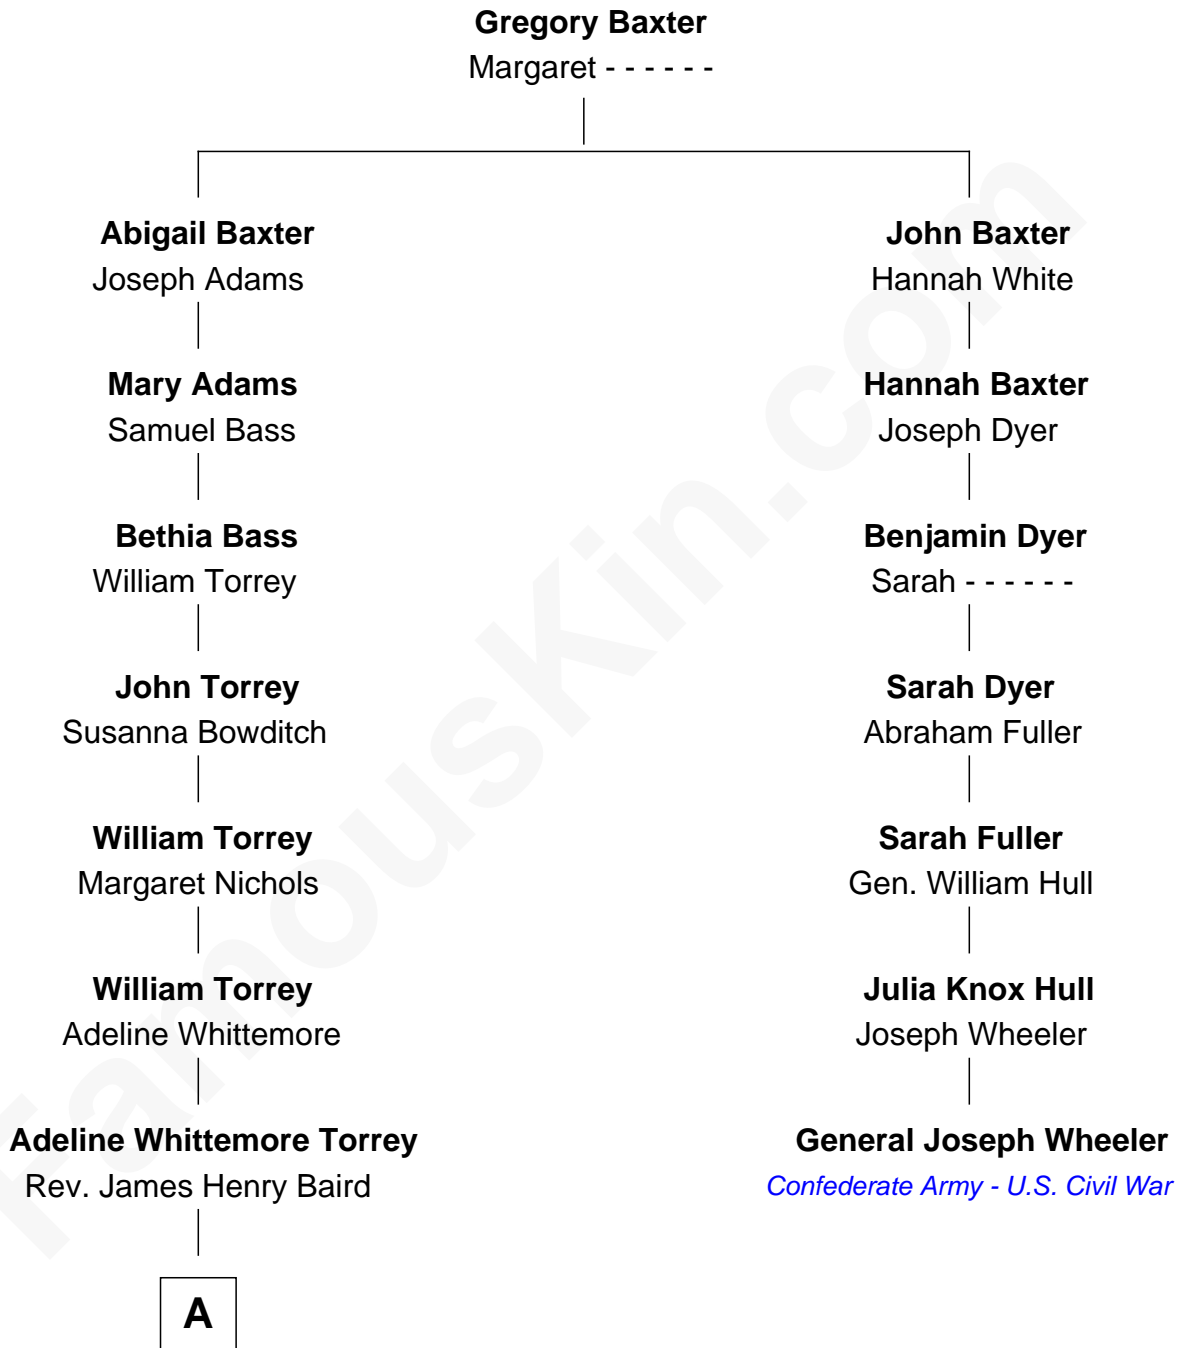 Gregory Baxter
Margaret - - - - - -
Abigail Baxter
Joseph Adams
John Baxter
Hannah White
Mary Adams
Samuel Bass
Hannah Baxter
Joseph Dyer
Bethia Bass
William Torrey
Benjamin Dyer
Sarah - - - - - -
John Torrey
Susanna Bowditch
Sarah Dyer
Abraham Fuller
William Torrey
Margaret Nichols
Sarah Fuller
Gen. William Hull
William Torrey
Adeline Whittemore
Julia Knox Hull
Joseph Wheeler
Adeline Whittemore Torrey
Rev. James Henry Baird
General Joseph Wheeler
Confederate Army - U.S. Civil War
A
FamousKin.com